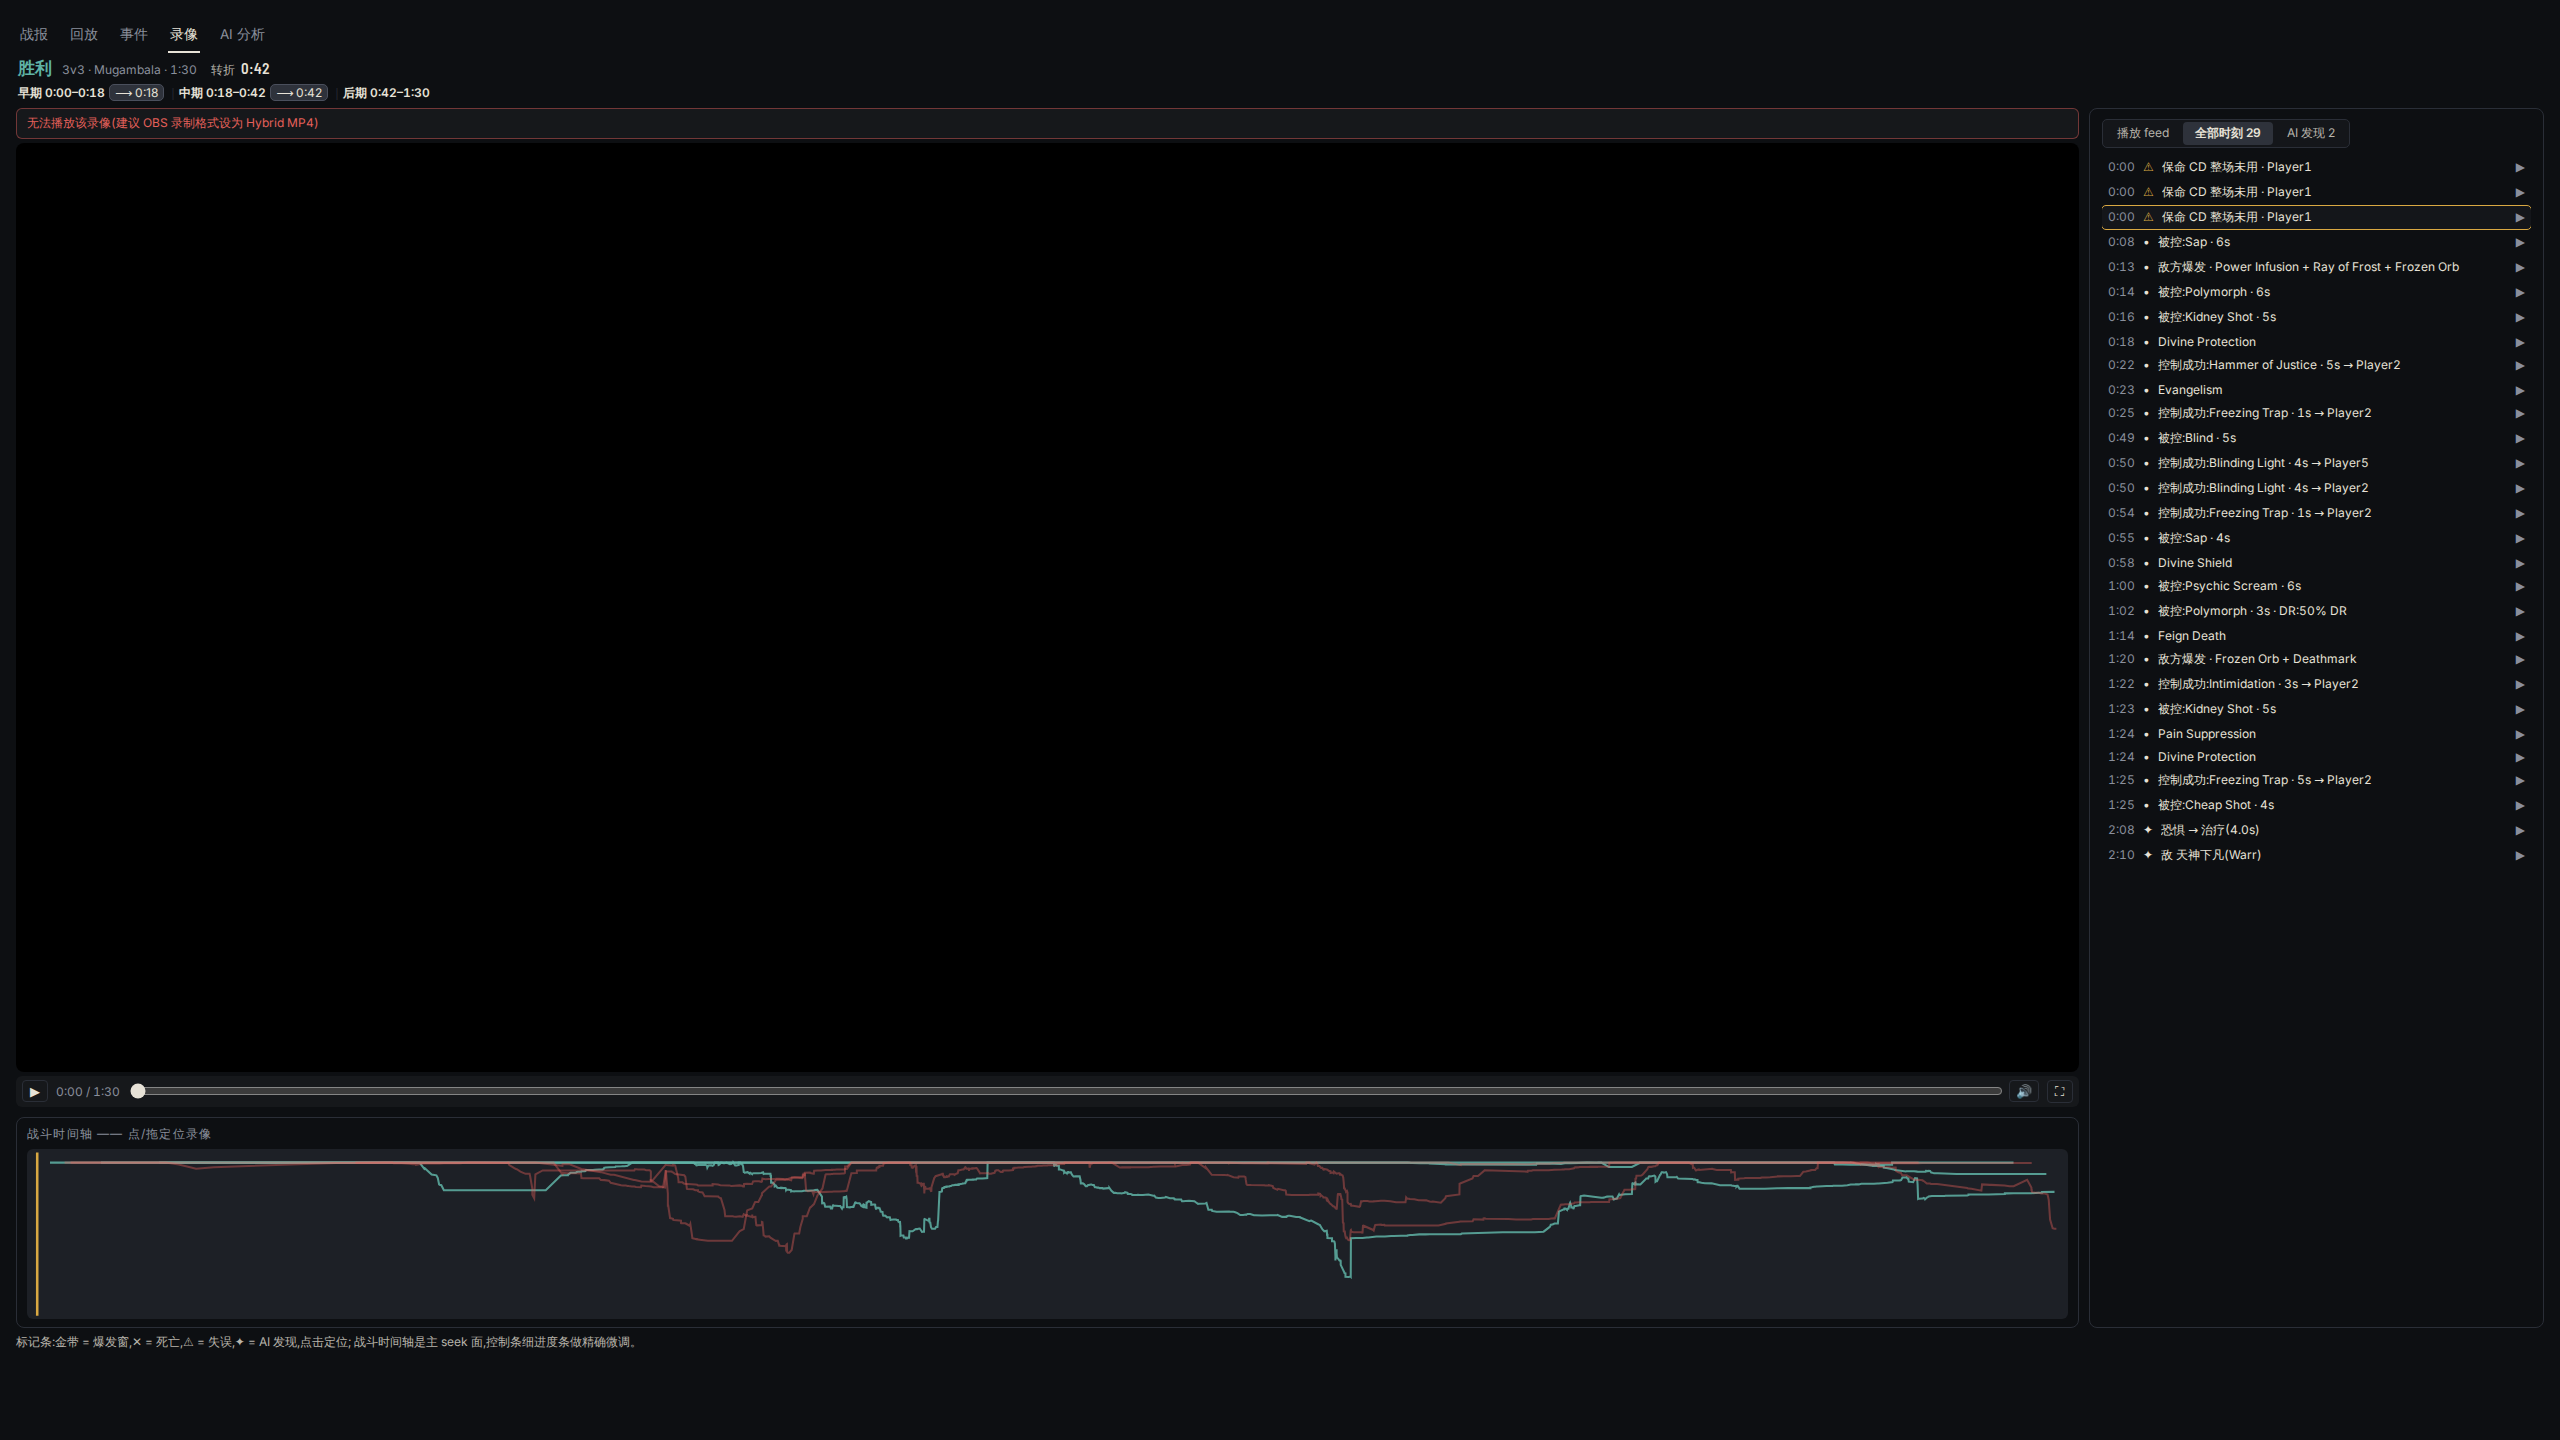 战报 回放 事件 录像 AI 分析
胜利 3v3 · Mugambala · 1:30 转折 0:42
早期 0:00–0:18 ⟶ 0:18 中期 0:18–0:42 ⟶ 0:42 后期 0:42–1:30
无法播放该录像(建议 OBS 录制格式设为 Hybrid MP4)
▶ 0:00 / 1:30
战斗时间轴 —— 点/拖定位录像
标记条:金带 = 爆发窗,✕ = 死亡,⚠ = 失误,✦ = AI 发现,点击定位; 战斗时间轴是主 seek 面,控制条细进度条做精确微调。
播放 feed 全部时刻 29 AI 发现 2
0:00 ⚠ 保命 CD 整场未用 · Player1 ▶
0:00 ⚠ 保命 CD 整场未用 · Player1 ▶
0:00 ⚠ 保命 CD 整场未用 · Player1 ▶
0:08 • 被控:Sap · 6s ▶
0:13 • 敌方爆发 · Power Infusion + Ray of Frost + Frozen Orb ▶
0:14 • 被控:Polymorph · 6s ▶
0:16 • 被控:Kidney Shot · 5s ▶
0:18 • Divine Protection ▶
0:22 • 控制成功:Hammer of Justice · 5s → Player2 ▶
0:23 • Evangelism ▶
0:25 • 控制成功:Freezing Trap · 1s → Player2 ▶
0:49 • 被控:Blind · 5s ▶
0:50 • 控制成功:Blinding Light · 4s → Player5 ▶
0:50 • 控制成功:Blinding Light · 4s → Player2 ▶
0:54 • 控制成功:Freezing Trap · 1s → Player2 ▶
0:55 • 被控:Sap · 4s ▶
0:58 • Divine Shield ▶
1:00 • 被控:Psychic Scream · 6s ▶
1:02 • 被控:Polymorph · 3s · DR:50% DR ▶
1:14 • Feign Death ▶
1:20 • 敌方爆发 · Frozen Orb + Deathmark ▶
1:22 • 控制成功:Intimidation · 3s → Player2 ▶
1:23 • 被控:Kidney Shot · 5s ▶
1:24 • Pain Suppression ▶
1:24 • Divine Protection ▶
1:25 • 控制成功:Freezing Trap · 5s → Player2 ▶
1:25 • 被控:Cheap Shot · 4s ▶
2:08 ✦ 恐惧 → 治疗(4.0s) ▶
2:10 ✦ 敌 天神下凡(Warr) ▶